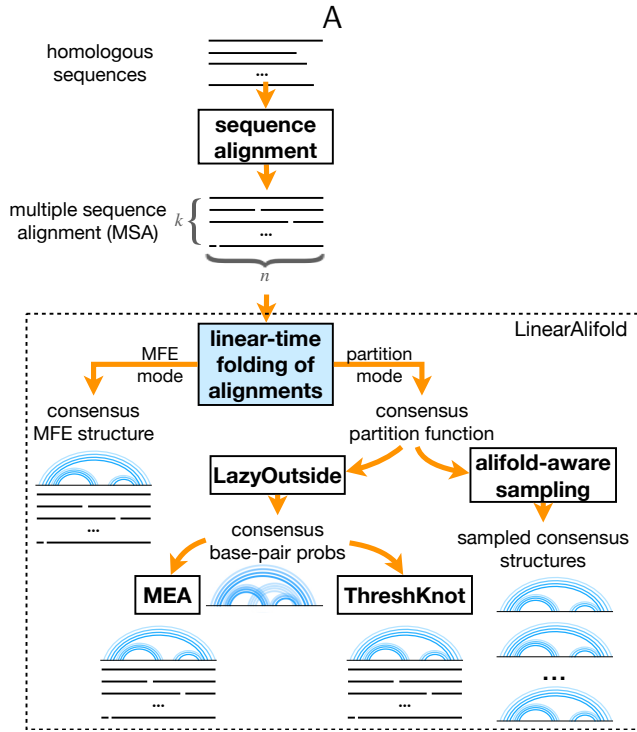 A
homologous
sequences
...
sequence
alignment
multiple sequence
alignment (MSA)
k
...
n
LinearAlifold
linear-time
folding of
alignments
MFE
mode
partition
mode
consensus
MFE structure
...
consensus
partition function
LazyOutside
alifold-aware
sampling
consensus
base-pair probs
sampled consensus
structures
MEA
ThreshKnot
...
...
...